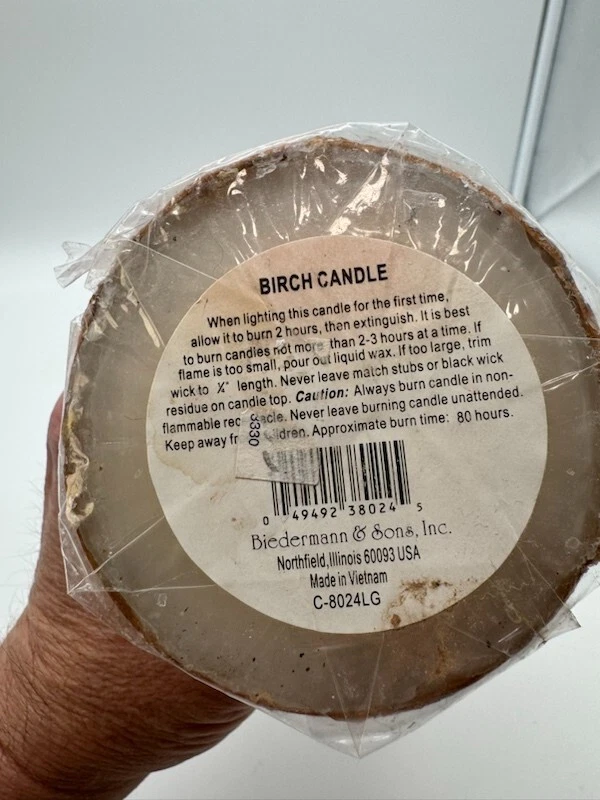 BIRCH CANDLE
When lighting this candle for the first time,
allow it to burn 2 hours, then extinguish. It is best
to burn candles not more than 2-3 hours at a time. If
flame is too small, pour out liquid wax. If too large, trim
wick to ¼" length. Never leave match stubs or black wick
residue on candle top. Caution: Always burn candle in non-
flammable rec acle. Never leave burning candle unattended.
Keep away fr ldren. Approximate burn time: 80 hours.
3330
0 49492 38024 5
Biedermann & Sons, Inc.
Northfield, Illinois 60093 USA
Made in Vietnam
C-8024LG